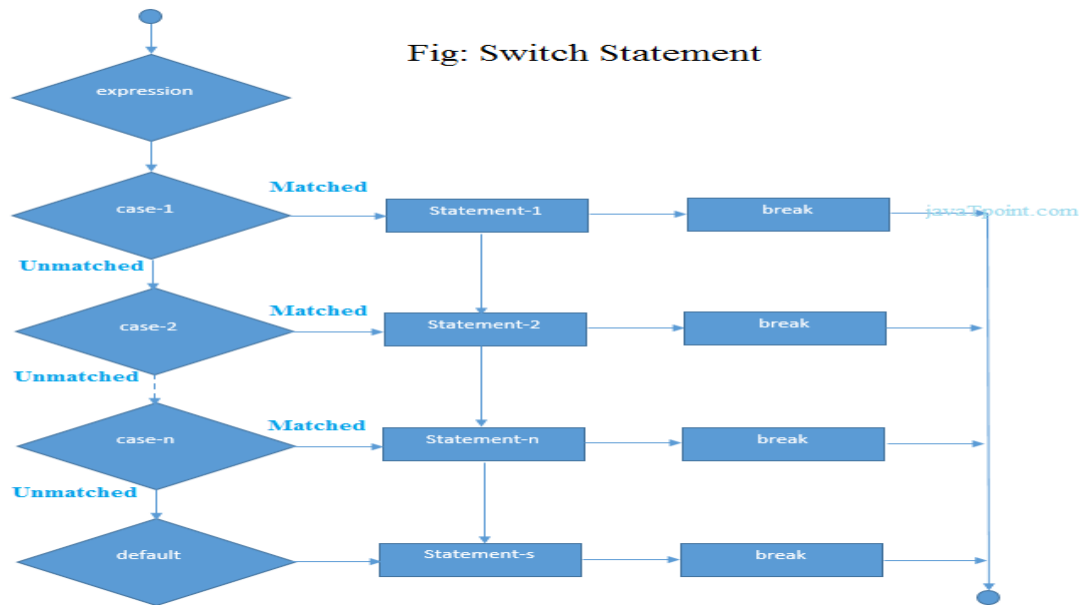 Fig: Switch Statement
expression
case-1
Matched
Statement-1
break
javaTpoint.com
Unmatched
case-2
Matched
Statement-2
break
Unmatched
case-n
Matched
Statement-n
break
Unmatched
default
Statement-s
break